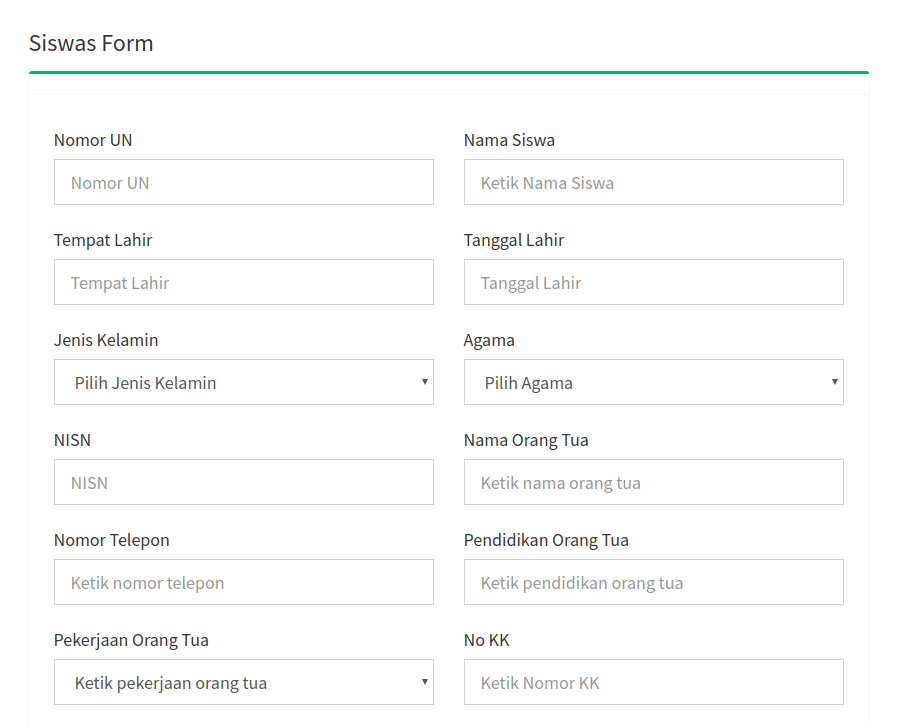 Siswas Form
Nomor UN
Nomor UN
Nama Siswa
Ketik Nama Siswa
Tempat Lahir
Tempat Lahir
Tanggal Lahir
Tanggal Lahir
Jenis Kelamin
Pilih Jenis Kelamin
Agama
Pilih Agama
NISN
NISN
Nama Orang Tua
Ketik nama orang tua
Nomor Telepon
Ketik nomor telepon
Pendidikan Orang Tua
Ketik pendidikan orang tua
Pekerjaan Orang Tua
Ketik pekerjaan orang tua
No KK
Ketik Nomor KK